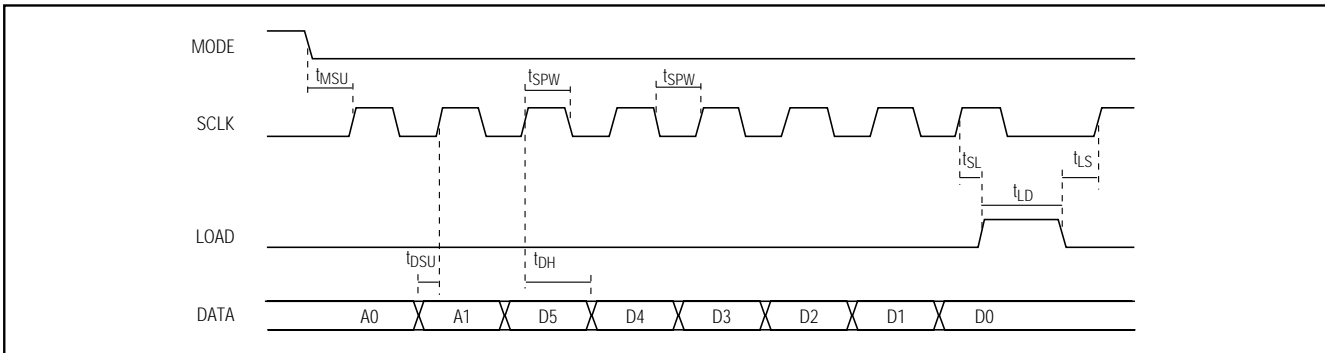 MODE
tMSU
tSPW
tSPW
SCLK
tSL
tLS
tLD
LOAD
tDSU
tDH
DATA
A0 A1 D5 D4 D3 D2 D1 D0